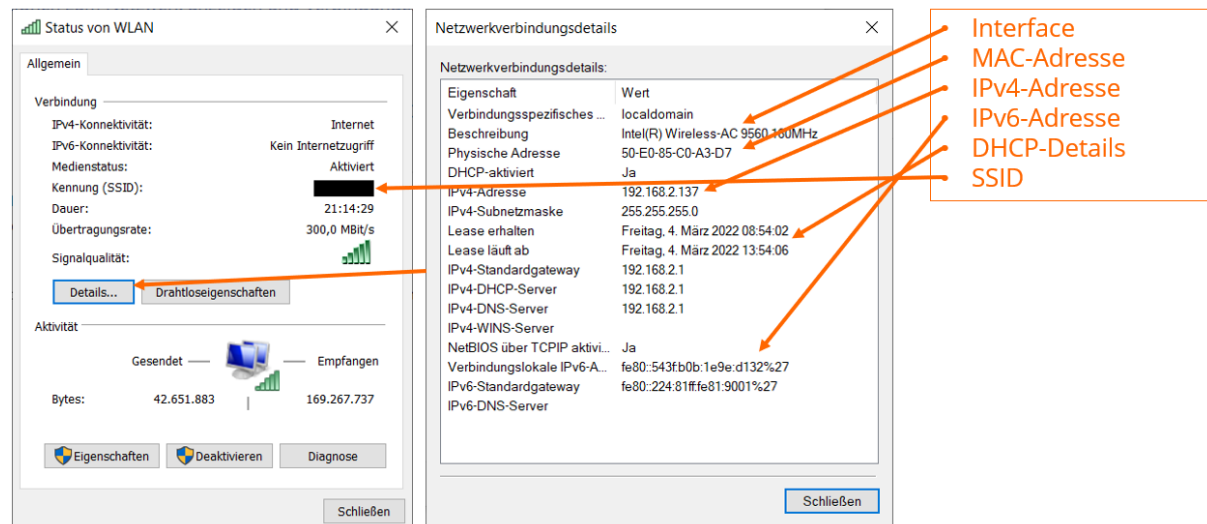 Status von WLAN
Allgemein
Verbindung
IPv4-Konnektivität: Internet
IPv6-Konnektivität: Kein Internetzugriff
Medienstatus: Aktiviert
Kennung (SSID):
Dauer: 21:14:29
Übertragungsrate: 300,0 MBit/s
Signalqualität:
Details... Drahtloseigenschaften
Aktivität
Gesendet Empfangen
Bytes: 42.651.883 169.267.737
Eigenschaften Deaktivieren Diagnose
Schließen
Netzwerkverbindungsdetails
Netzwerkverbindungsdetails:
Eigenschaft Wert
Verbindungsspezifisches ... localdomain
Beschreibung Intel(R) Wireless-AC 9560 160MHz
Physische Adresse 50-E0-85-C0-A3-D7
DHCP-aktiviert Ja
IPv4-Adresse 192.168.2.137
IPv4-Subnetzmaske 255.255.255.0
Lease erhalten Freitag, 4. März 2022 08:54:02
Lease läuft ab Freitag, 4. März 2022 13:54:06
IPv4-Standardgateway 192.168.2.1
IPv4-DHCP-Server 192.168.2.1
IPv4-DNS-Server 192.168.2.1
IPv4-WINS-Server
NetBIOS über TCPIP aktivi... Ja
Verbindungslokale IPv6-A... fe80::543f:b0b:1e9e:d132%27
IPv6-Standardgateway fe80::224:81ff:fe81:9001%27
IPv6-DNS-Server
Schließen
Interface
MAC-Adresse
IPv4-Adresse
IPv6-Adresse
DHCP-Details
SSID